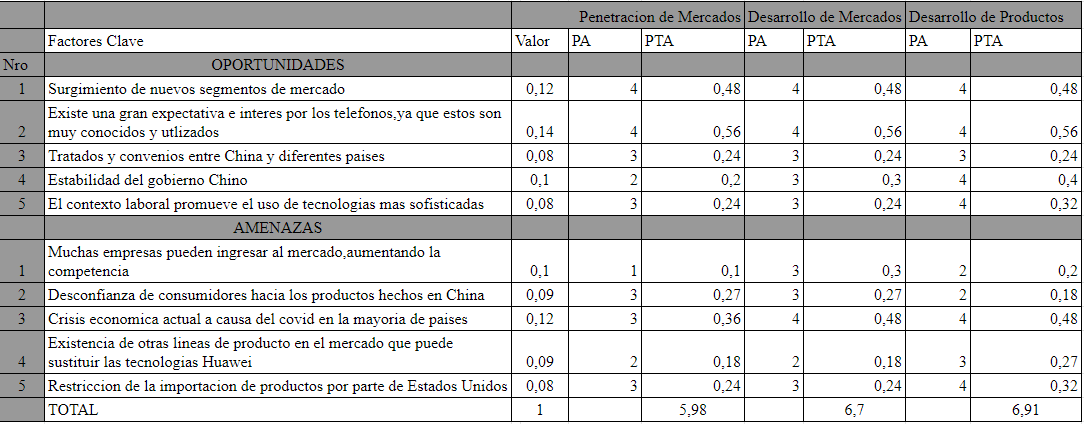 Penetracion de Mercados Desarrollo de Mercados Desarrollo de Productos
Factores Clave Valor PA PTA PA PTA PA PTA
Nro OPORTUNIDADES
1 Surgimiento de nuevos segmentos de mercado 0,12 4 0,48 4 0,48 4 0,48
Existe una gran expectativa e interes por los telefonos,ya que estos son
2 muy conocidos y utlizados 0,14 4 0,56 4 0,56 4 0,56
3 Tratados y convenios entre China y diferentes paises 0,08 3 0,24 3 0,24 3 0,24
4 Estabilidad del gobierno Chino 0,1 2 0,2 3 0,3 4 0,4
5 El contexto laboral promueve el uso de tecnologias mas sofisticadas 0,08 3 0,24 3 0,24 4 0,32
AMENAZAS
Muchas empresas pueden ingresar al mercado,aumentando la
1 competencia 0,1 1 0,1 3 0,3 2 0,2
2 Desconfianza de consumidores hacia los productos hechos en China 0,09 3 0,27 3 0,27 2 0,18
3 Crisis economica actual a causa del covid en la mayoria de paises 0,12 3 0,36 4 0,48 4 0,48
Existencia de otras lineas de producto en el mercado que puede
4 sustituir las tecnologias Huawei 0,09 2 0,18 2 0,18 3 0,27
5 Restriccion de la importacion de productos por parte de Estados Unidos 0,08 3 0,24 3 0,24 4 0,32
TOTAL 1 5,98 6,7 6,91